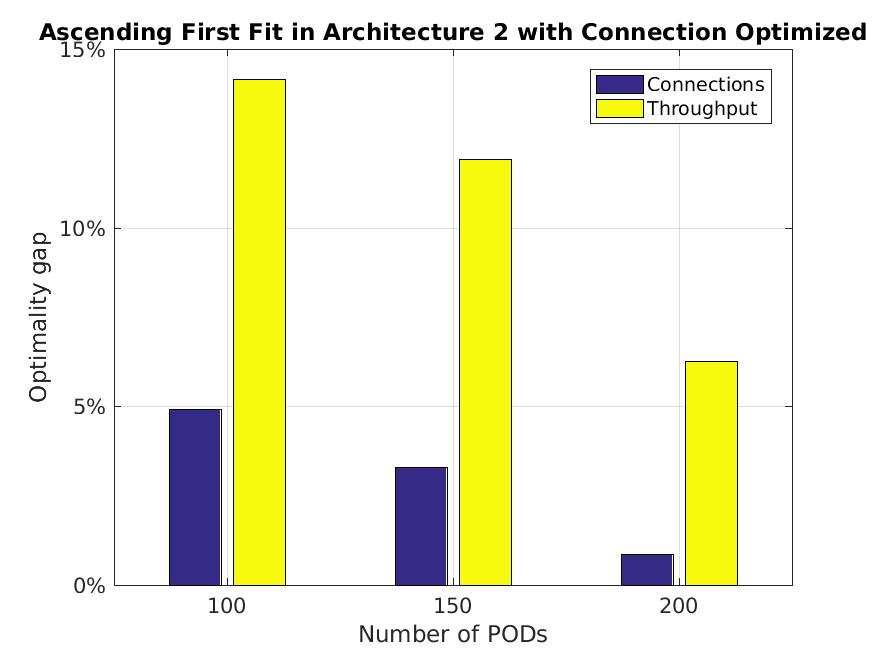 Ascending First Fit in Architecture 2 with Connection Optimized
15%
10%
5%
0%
Optimality gap
Connections
Throughput
100 150 200
Number of PODs